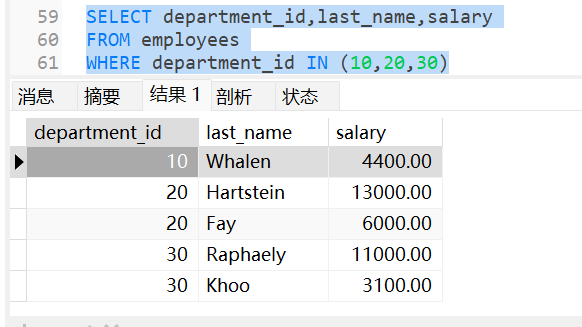 59 SELECT department_id,last_name,salary
60 FROM employees
61 WHERE department_id IN (10,20,30)
消息 摘要 结果 1 剖析 状态
department_id last_name salary
10 Whalen 4400.00
20 Hartstein 13000.00
20 Fay 6000.00
30 Raphaely 11000.00
30 Khoo 3100.00